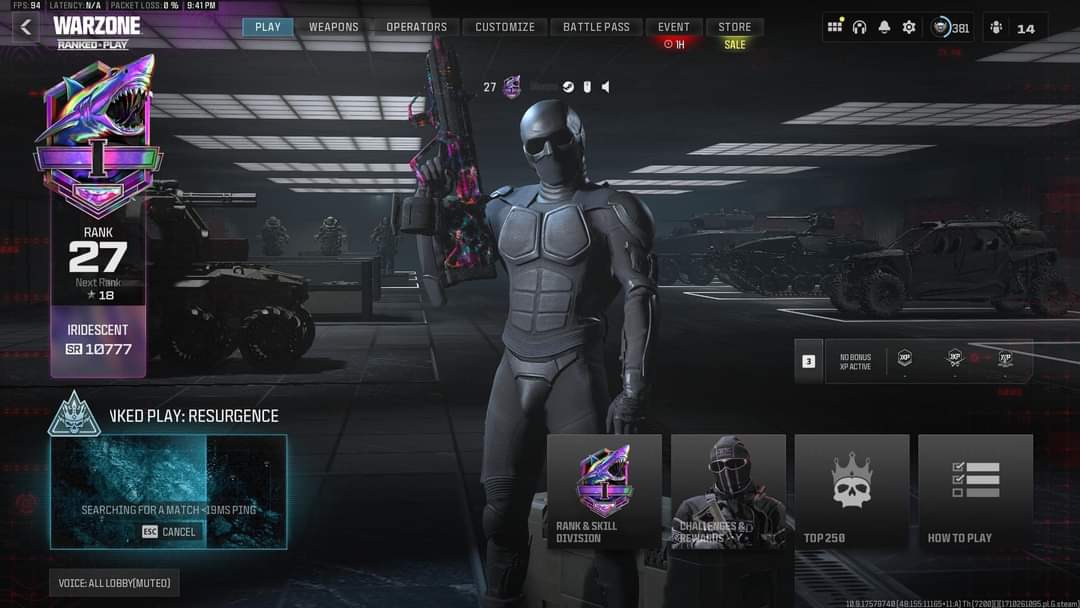 FPS: 94 | LATENCY: N/A | PACKET LOSS: 0 % | 9:41 PM
WARZONE
RANKED PLAY
PLAY
WEAPONS
OPERATORS
CUSTOMIZE
BATTLE PASS
EVENT
1H
STORE
SALE
381
14
27
I
RANK
27
Next Rank
18
IRIDESCENT
SR 10777
3
NO BONUS
XP ACTIVE
NKED PLAY: RESURGENCE
SEARCHING FOR A MATCH <19MS PING
ESC CANCEL
VOICE: ALL LOBBY(MUTED)
I
RANK & SKILL
DIVISION
CHALLENGES &
REWARDS
TOP 250
HOW TO PLAY